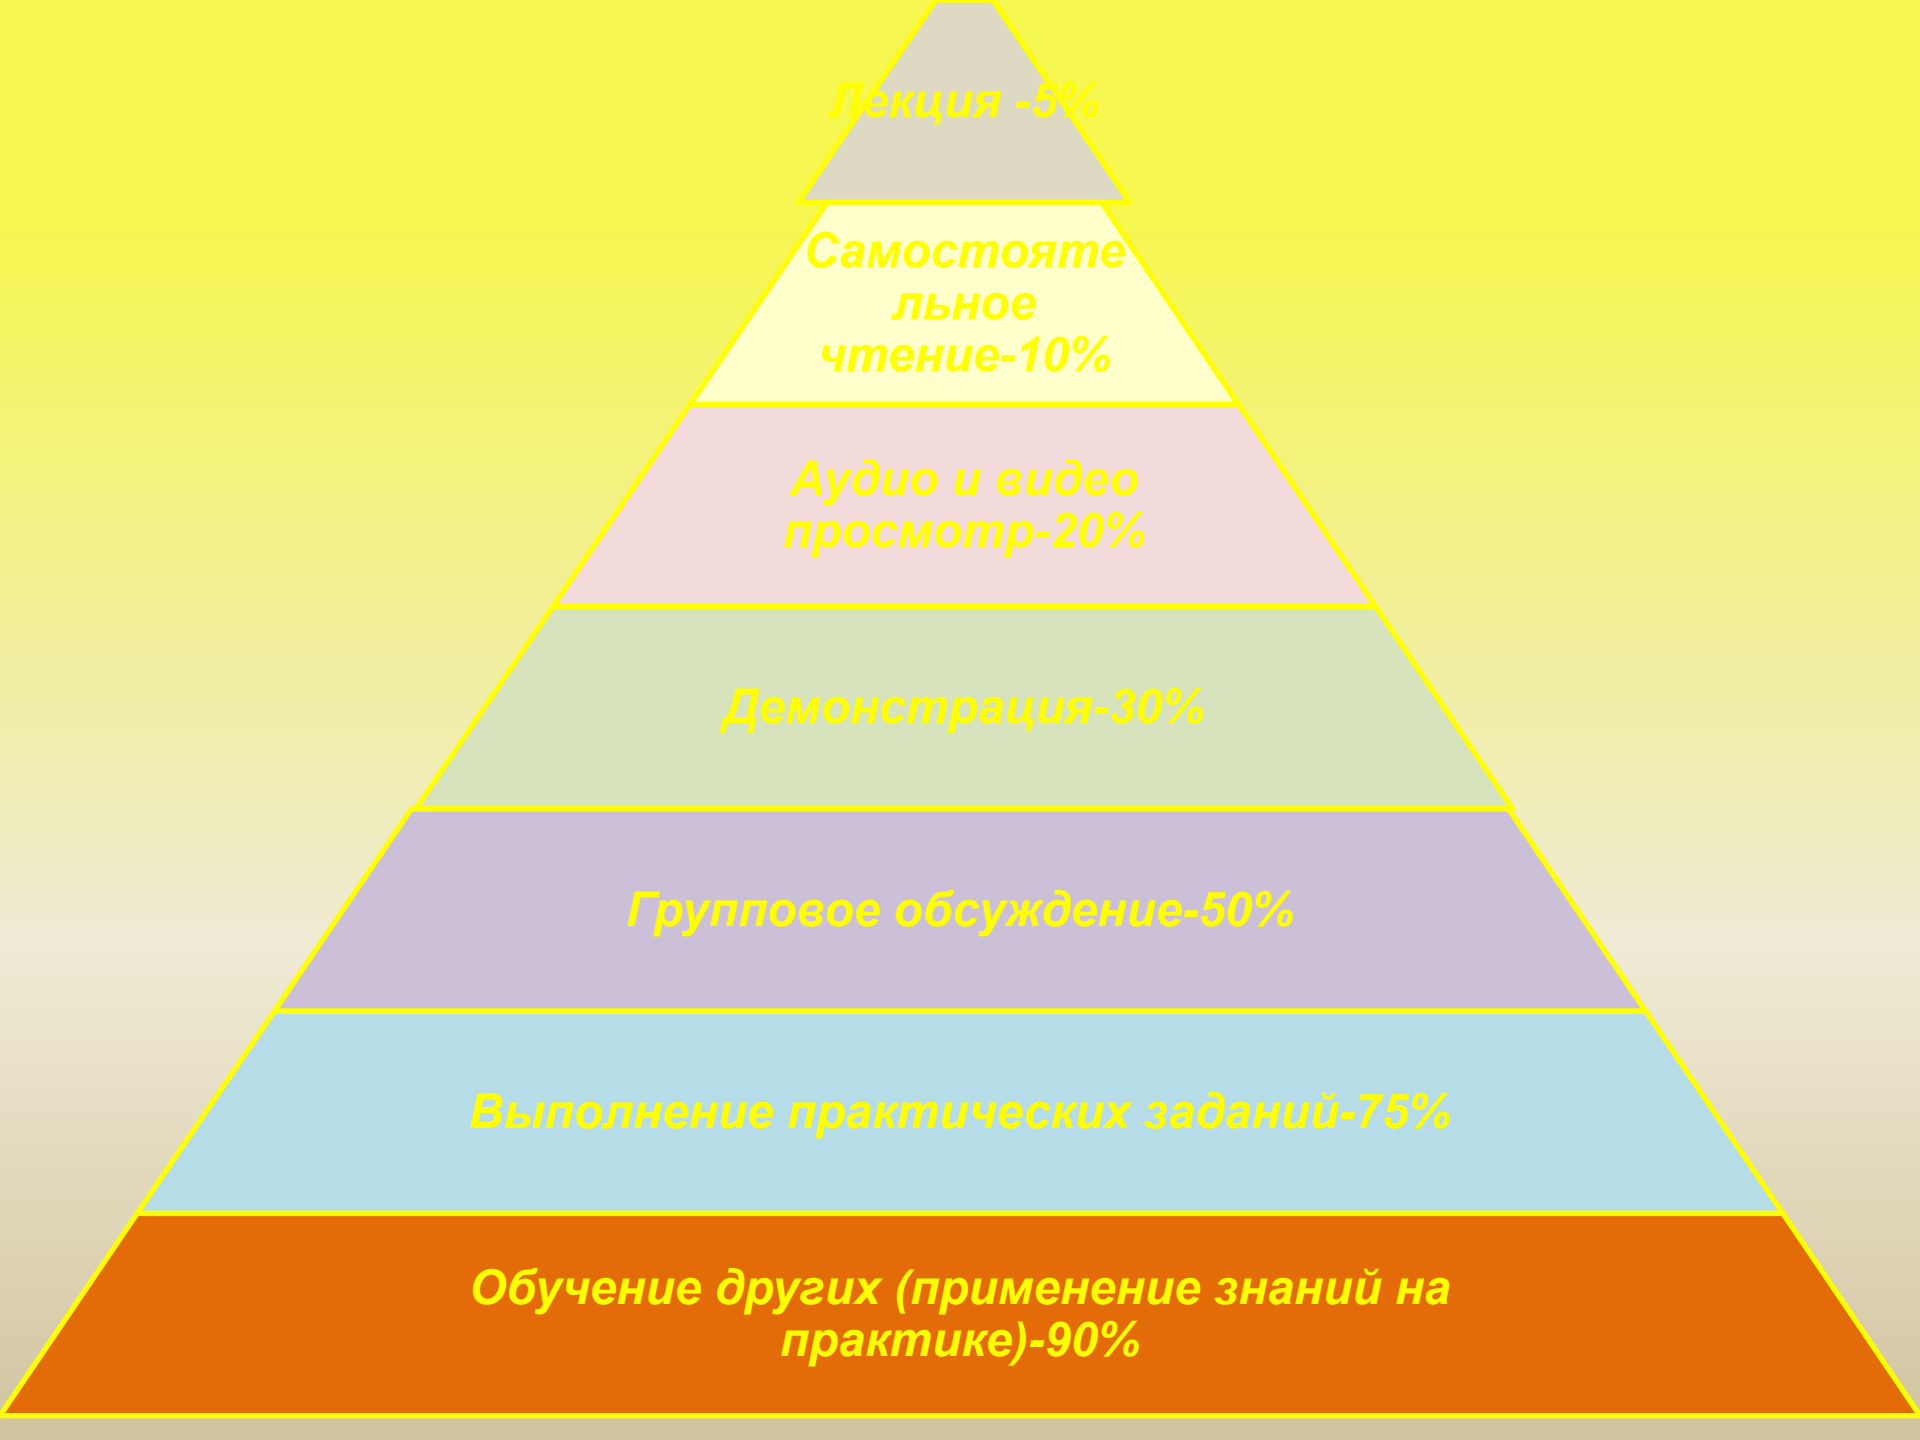 Лекция -5%
Самостояте
льное
чтение-10%
Аудио и видео
просмотр-20%
Демонстрация-30%
Групповое обсуждение-50%
Выполнение практических заданий-75%
Обучение других (применение знаний на
практике)-90%